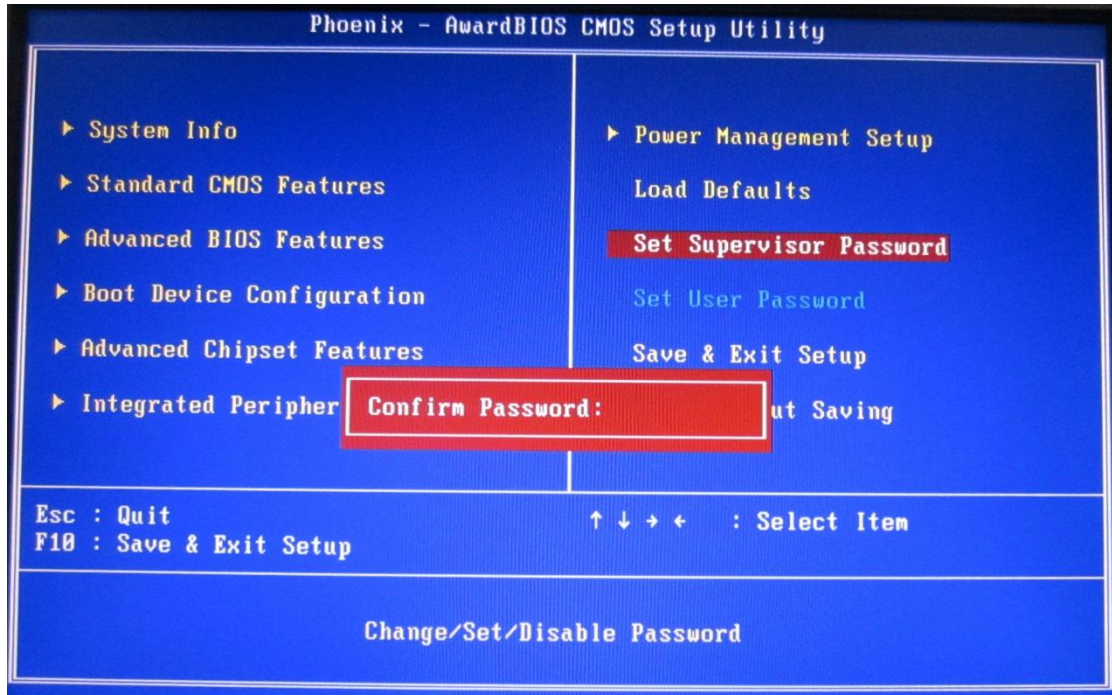 Phoenix - AwardBIOS CMOS Setup Utility
System Info
Standard CMOS Features
Advanced BIOS Features
Boot Device Configuration
Advanced Chipset Features
Integrated Peripher
Power Management Setup
Load Defaults
Set Supervisor Password
Set User Password
Save & Exit Setup
ut Saving
Confirm Password:
Esc : Quit
F10 : Save & Exit Setup
↑ ↓ → ← : Select Item
Change/Set/Disable Password